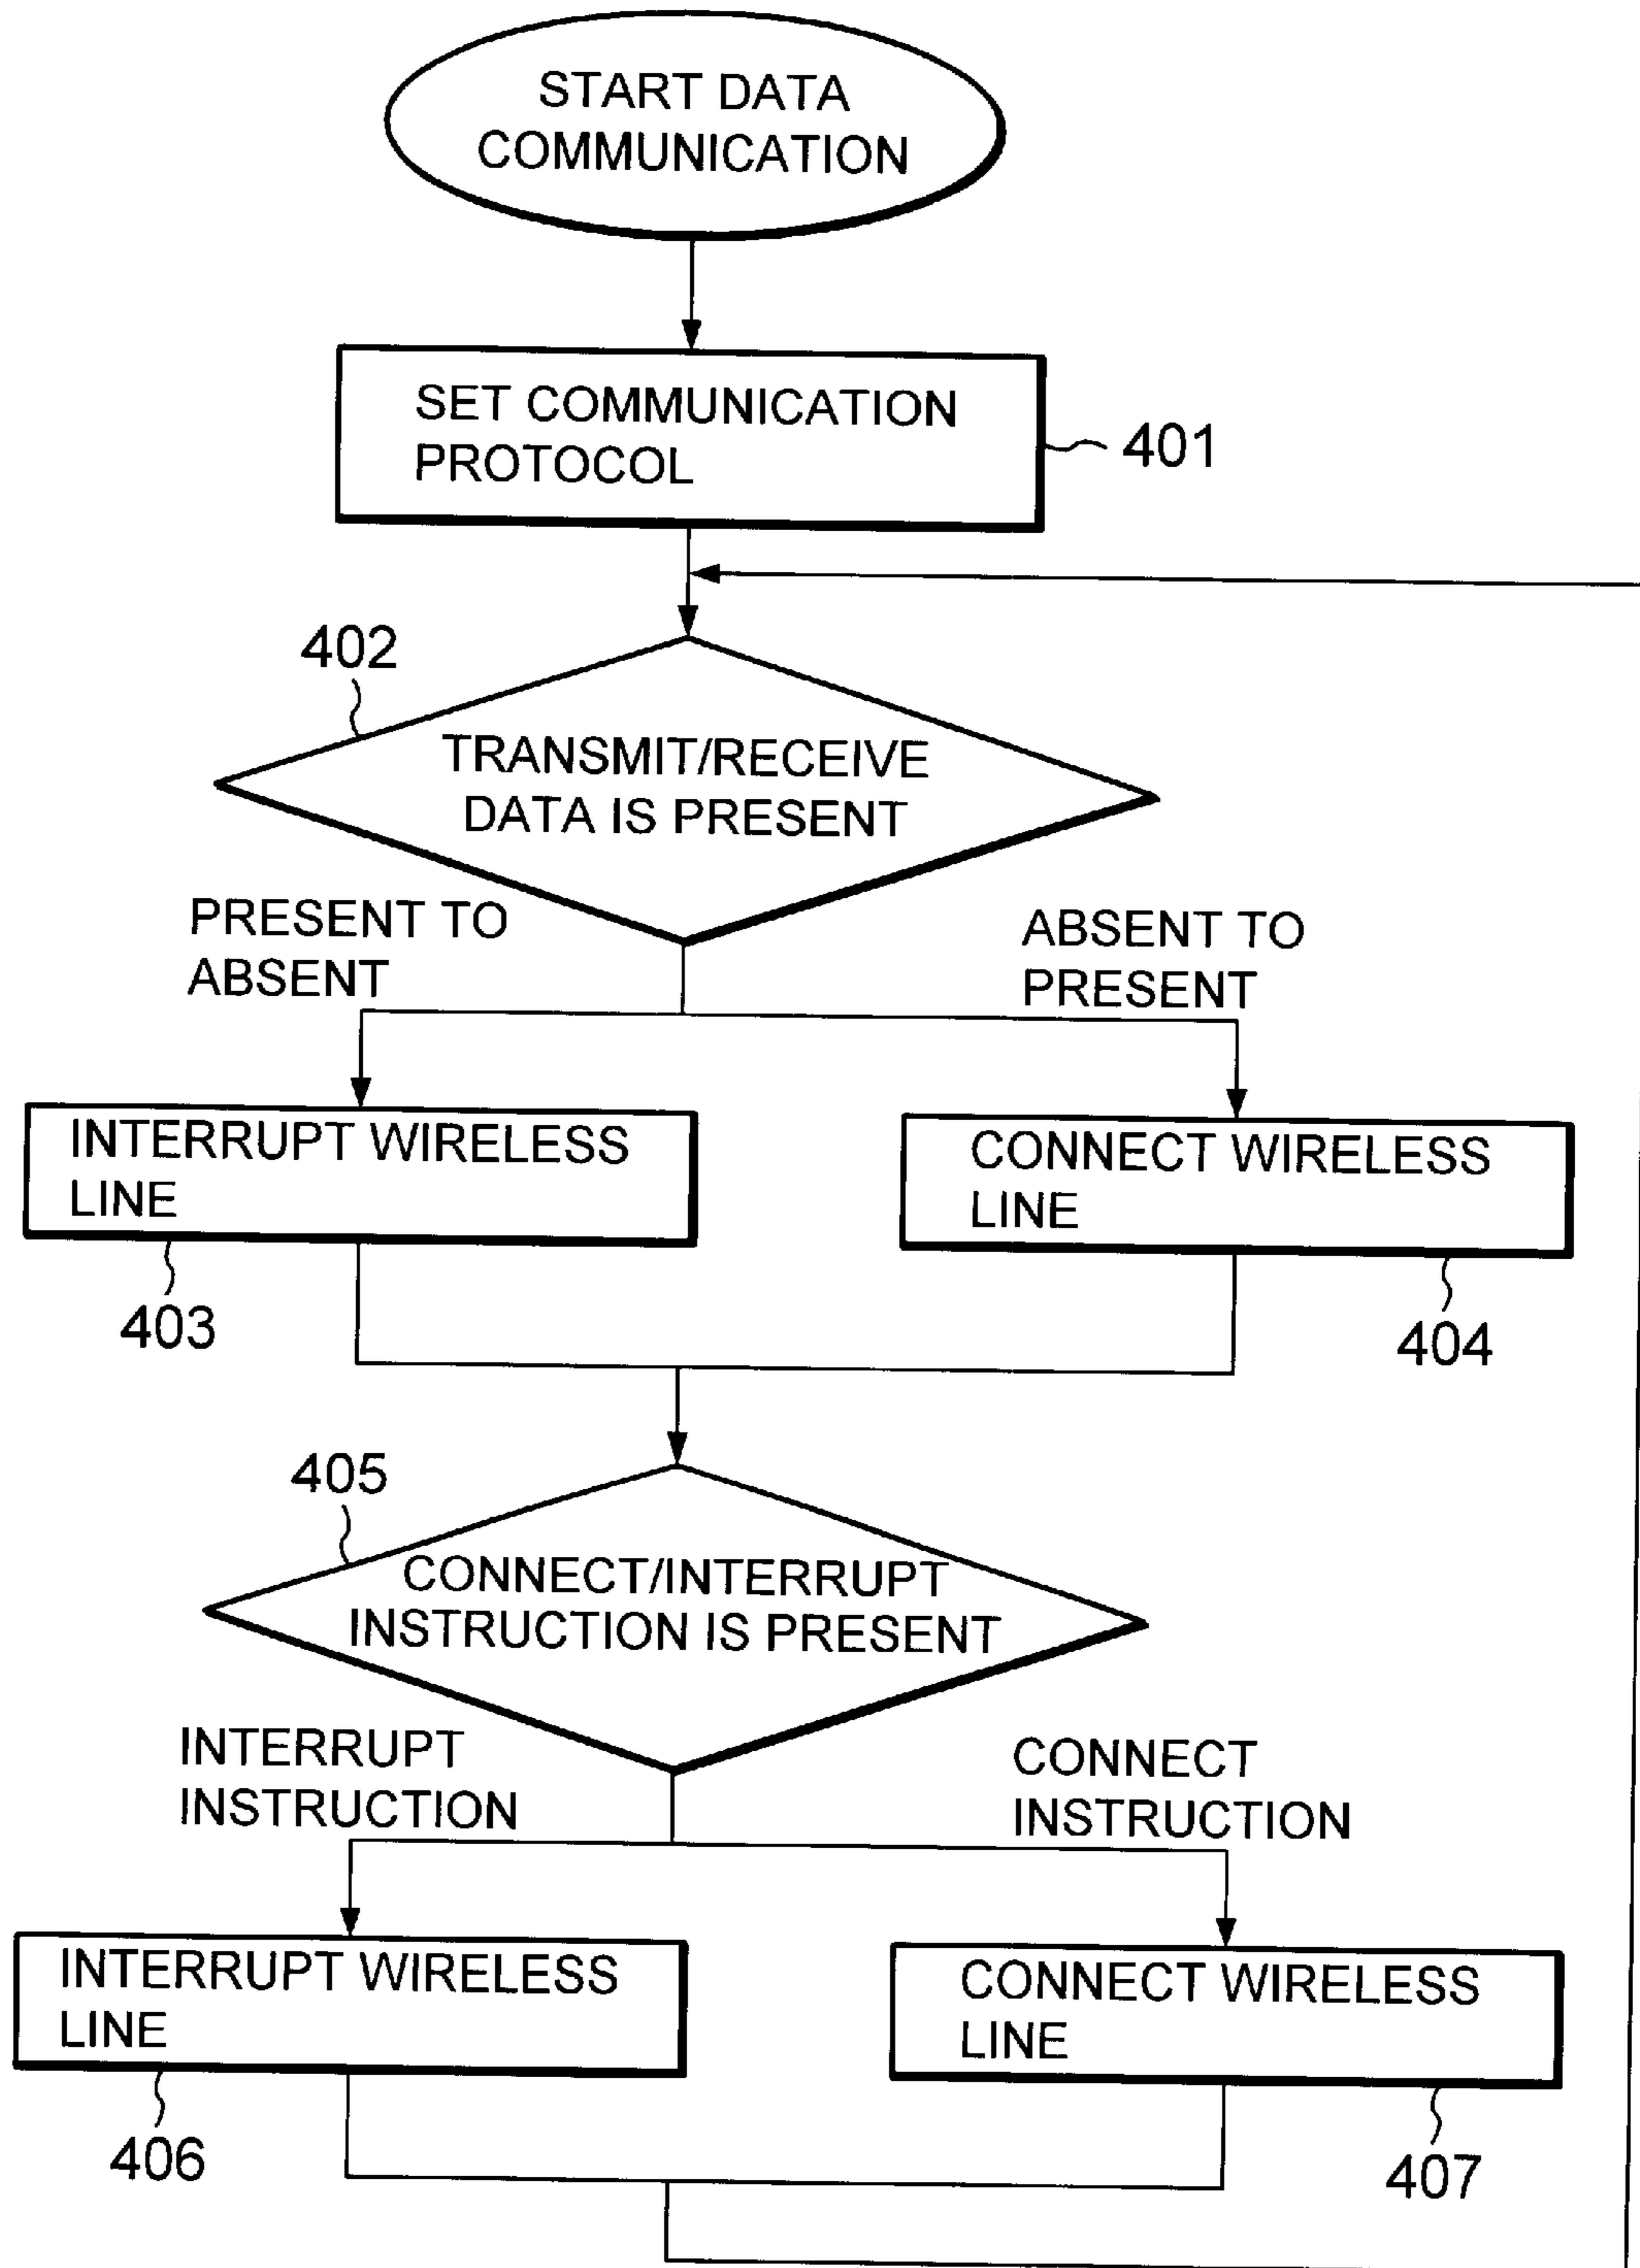 START DATA
COMMUNICATION
SET COMMUNICATION
PROTOCOL
401
402
TRANSMIT/RECEIVE
DATA IS PRESENT
PRESENT TO
ABSENT
ABSENT TO
PRESENT
INTERRUPT WIRELESS
LINE
CONNECT WIRELESS
LINE
403
404
405
CONNECT/INTERRUPT
INSTRUCTION IS PRESENT
INTERRUPT
INSTRUCTION
CONNECT
INSTRUCTION
INTERRUPT WIRELESS
LINE
CONNECT WIRELESS
LINE
406
407